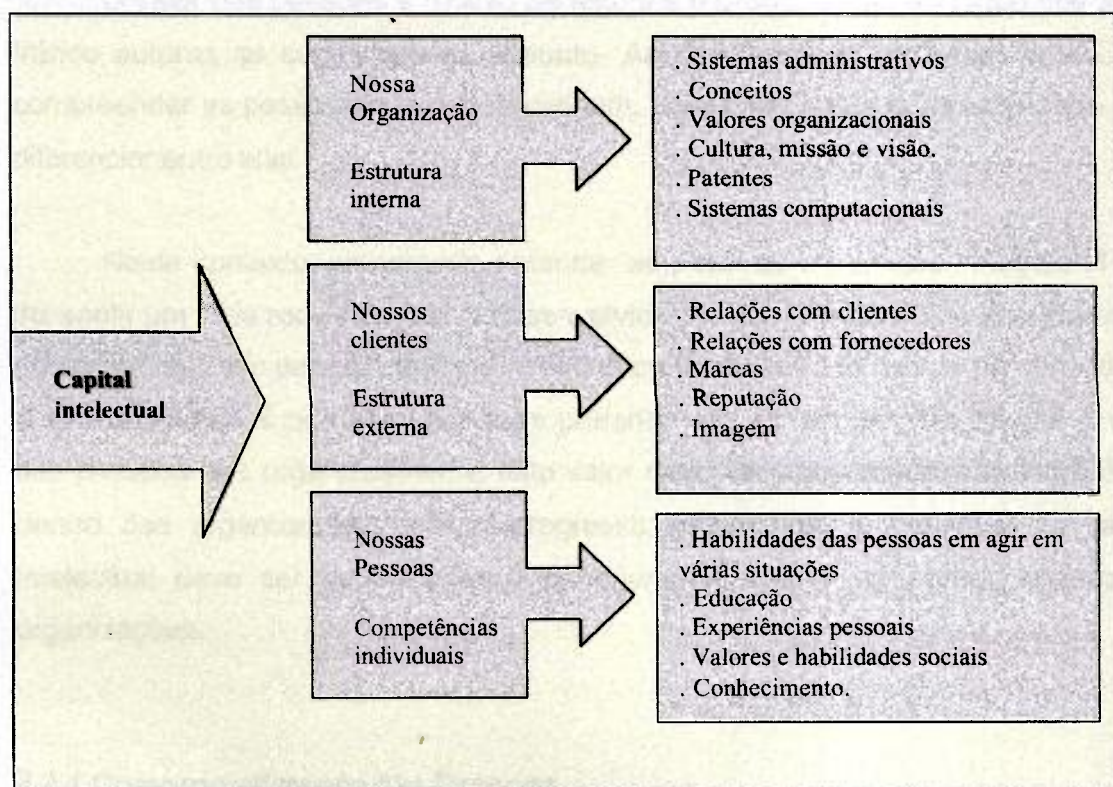 Capital
intelectual
Nossa
Organização
Estrutura
interna
. Sistemas administrativos
. Conceitos
. Valores organizacionais
. Cultura, missão e visão.
. Patentes
. Sistemas computacionais
Nossos
clientes
Estrutura
externa
. Relações com clientes
. Relações com fornecedores
. Marcas
. Reputação
. Imagem
Nossas
Pessoas
Competências
individuais
. Habilidades das pessoas em agir em
várias situações
. Educação
. Experiências pessoais
. Valores e habilidades sociais
. Conhecimento.